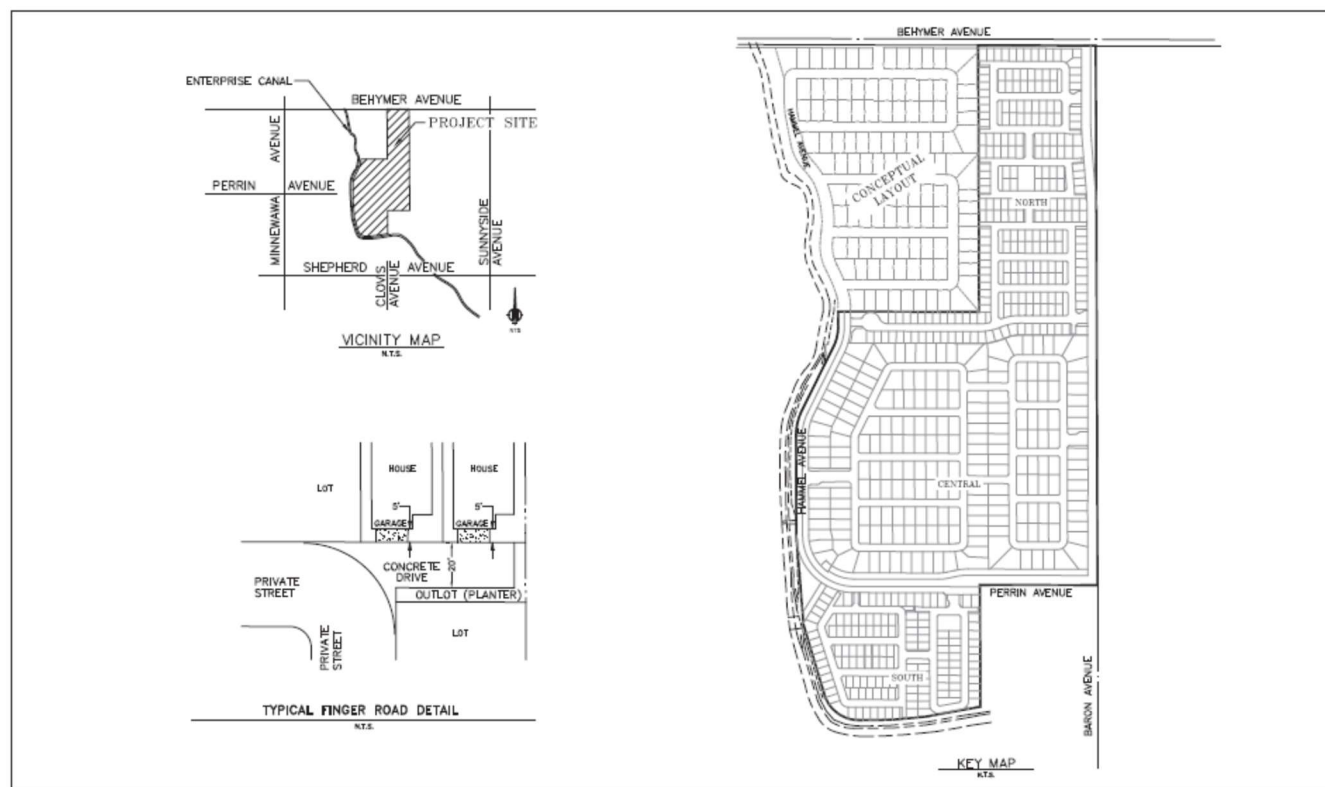 ENTERPRISE CANAL
BEHYMER AVENUE
PROJECT SITE
MINNEWAWA AVENUE
PERRIN AVENUE
SUNNYSIDE
AVENUE
SHEPHERD AVENUE
CLOVIS
AVENUE
N.T.S.
VICINITY MAP
N.T.S.
HOUSE
HOUSE
LOT
5'
5'
GARAGE
GARAGE
CONCRETE
DRIVE
20'
PRIVATE
STREET
OUTLOT (PLANTER)
LOT
PRIVATE
STREET
TYPICAL FINGER ROAD DETAIL
N.T.S.
BEHYMER AVENUE
HAMMEL AVENUE
CONCEPTUAL
LAYOUT
NORTH
HAMMEL AVENUE
CENTRAL
PERRIN AVENUE
SOUTH
BARON AVENUE
KEY MAP
N.T.S.